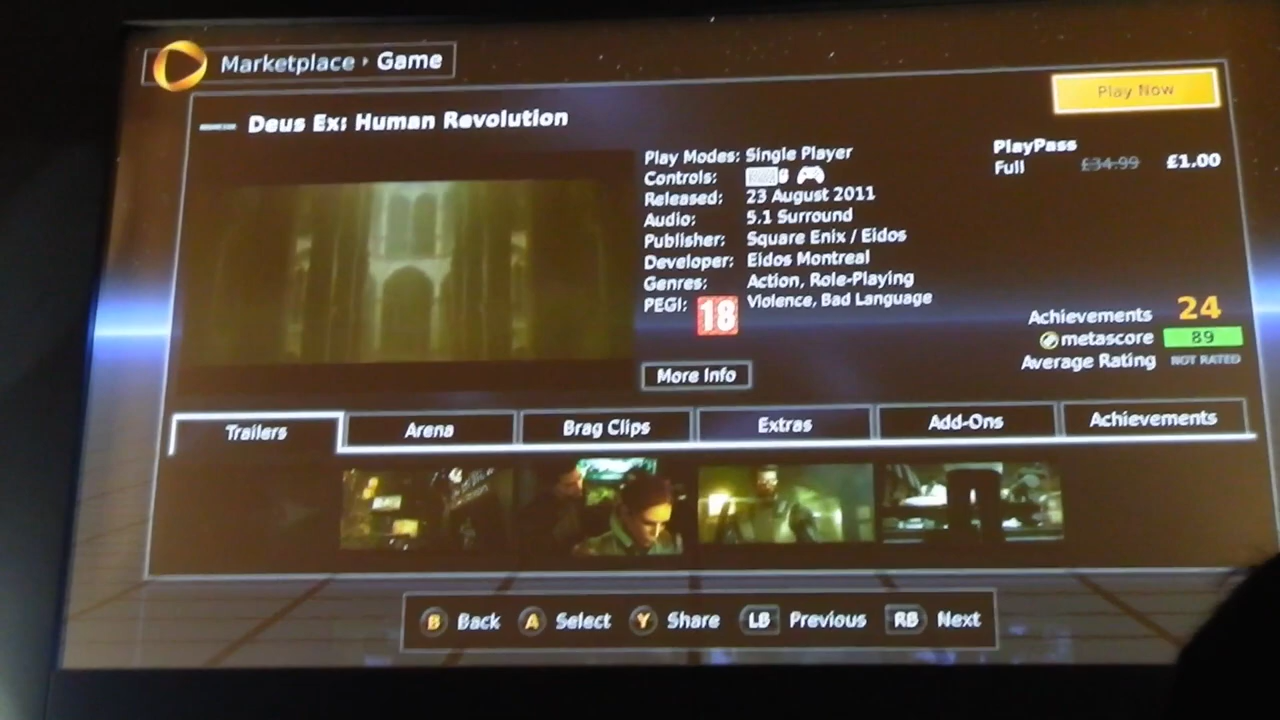 Marketplace › Game
Play Now
Deus Ex: Human Revolution
Play Modes: Single Player
Controls:
Released: 23 August 2011
Audio: 5.1 Surround
Publisher: Square Enix / Eidos
Developer: Eidos Montreal
Genres: Action, Role-Playing
PEGI: 18 Violence, Bad Language
More Info
PlayPass
Full £34.99 £1.00
Achievements 24
metascore 89
Average Rating NOT RATED
Trailers Arena Brag Clips Extras Add-Ons Achievements
B Back A Select Y Share LB Previous RB Next